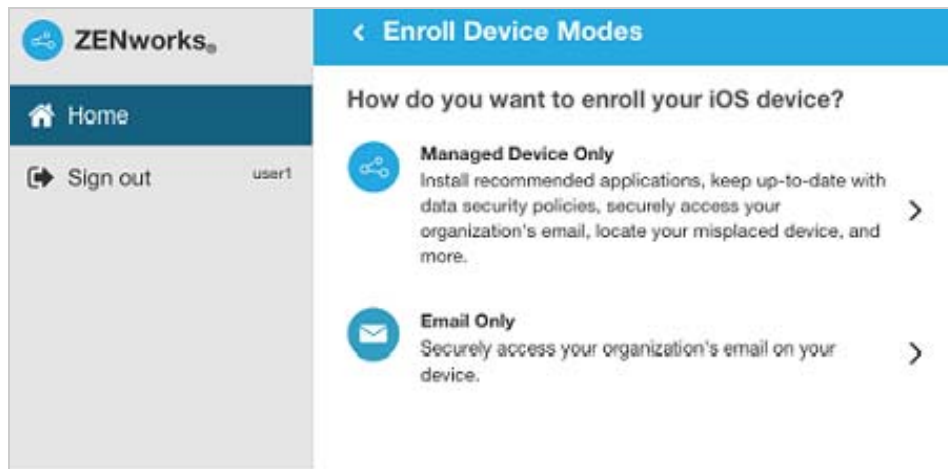 ZENworks®
Home
Sign out
user1
Enroll Device Modes
How do you want to enroll your iOS device?
Managed Device Only
Install recommended applications, keep up-to-date with
data security policies, securely access your
organization's email, locate your misplaced device, and
more.
Email Only
Securely access your organization's email on your
device.